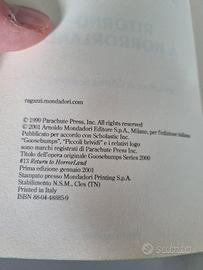 RITORNO
A HORRORLAND
ragazzi.mondadori.com
© 1999 Parachute Press, Inc. All rights reserved
© 2001 Arnoldo Mondadori Editore S.p.A., Milano, per l'edizione italiana
Pubblicato per accordo con Scholastic Inc.
"Goosebumps", "Piccoli brividi" e i relativi logo
sono marchi registrati di Parachute Press Inc.
Titolo dell'opera originale Goosebumps Series 2000
#13 Return to HorrorLand
Prima edizione gennaio 2001
Stampato presso Mondadori Printing S.p.A.
Stabilimento N.S.M., Cles (TN)
Printed in Italy
ISBN 88-04-48885-9
subito